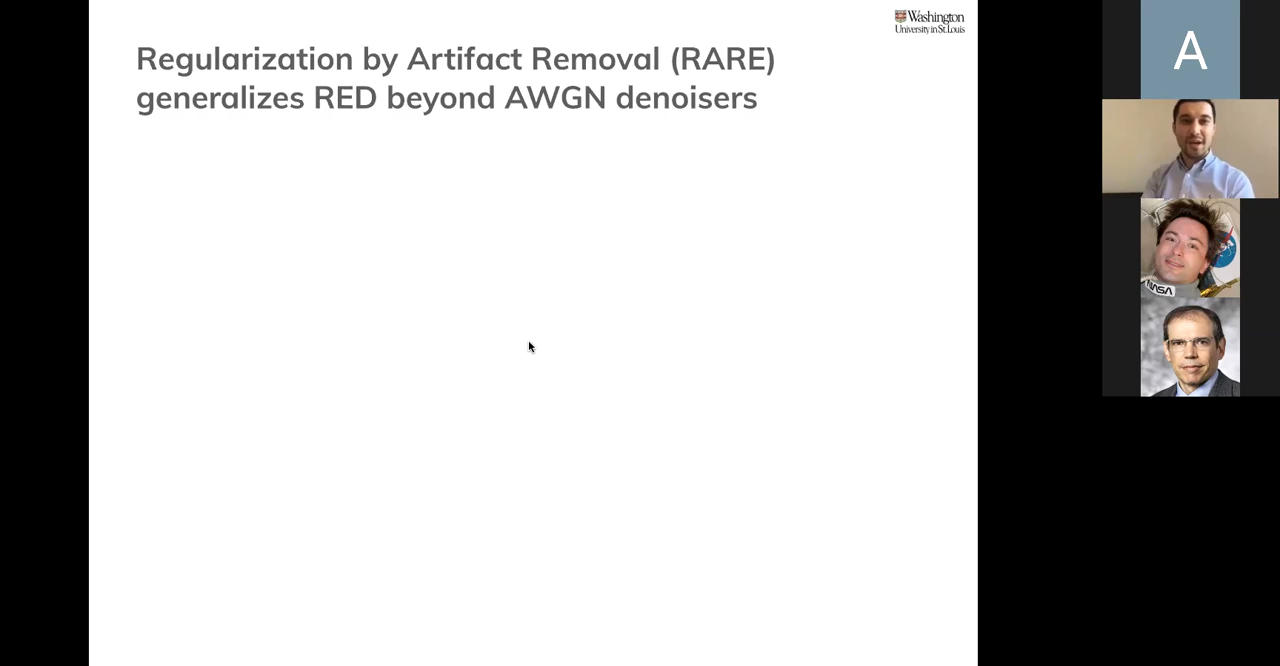 Washington
University in St. Louis
Regularization by Artifact Removal (RARE)
generalizes RED beyond AWGN denoisers
A
NASA